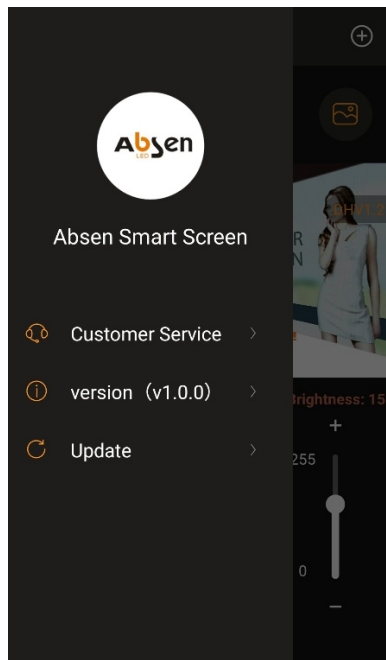 Absen
LED
Absen Smart Screen
Customer Service
version（v1.0.0）
Update
R
N
Brightness: 15
+
255
0
−